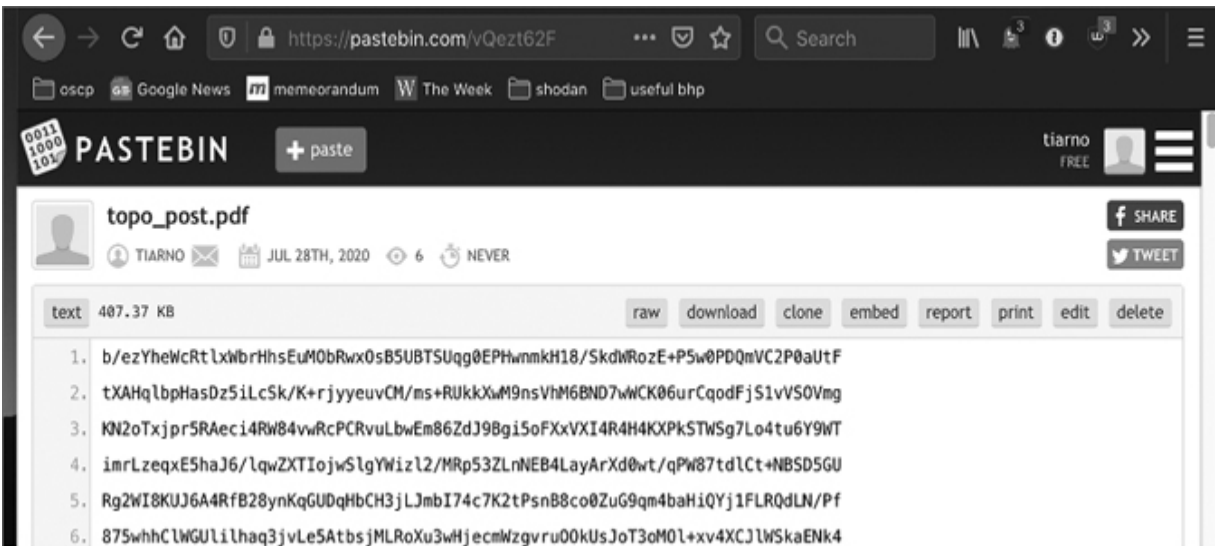 https://pastebin.com/vQezt62F Search 3 3
oscp Google News memeorandum The Week shodan useful bhp
PASTEBIN + paste tiarno
FREE
topo_post.pdf SHARE
TIARNO JUL 28TH, 2020 6 NEVER TWEET
text 407.37 KB raw download clone embed report print edit delete
1. b/ezYheWcRtlxWbrHhsEuMObRwxOsB5UBTSUqg0EPHwnmkH18/SkdWRozE+P5w0PDQmVC2P0aUtF
2. tXAHqlbpHasDz5iLcSk/K+rjyyeuvCM/ms+RUkkXwM9nsVhM6BND7wWCK06urCqodFjS1vVSOVmg
3. KN2oTxjpr5RAeci4RW84vwRcPCRvuLbwEm86ZdJ9Bgi5oFXxVXI4R4H4KXPkSTWSg7Lo4tu6Y9WT
4. imrLzeqxE5haJ6/lqwZXTIojwSlgYWizl2/MRp53ZLnNEB4LayArXd0wt/qPW87tdlCt+NBSD5GU
5. Rg2WI8KUJ6A4RfB28ynKqGUDqHbCH3jLJmbI74c7K2tPsnB8co0ZuG9qm4baHiQYj1FLRQdLN/Pf
6. 875whhClWGUlilhaq3jvLe5AtbsjMLRoXu3wHjecmWzgvruOOkUsJoT3oMOl+xv4XCJlWSkaENk4